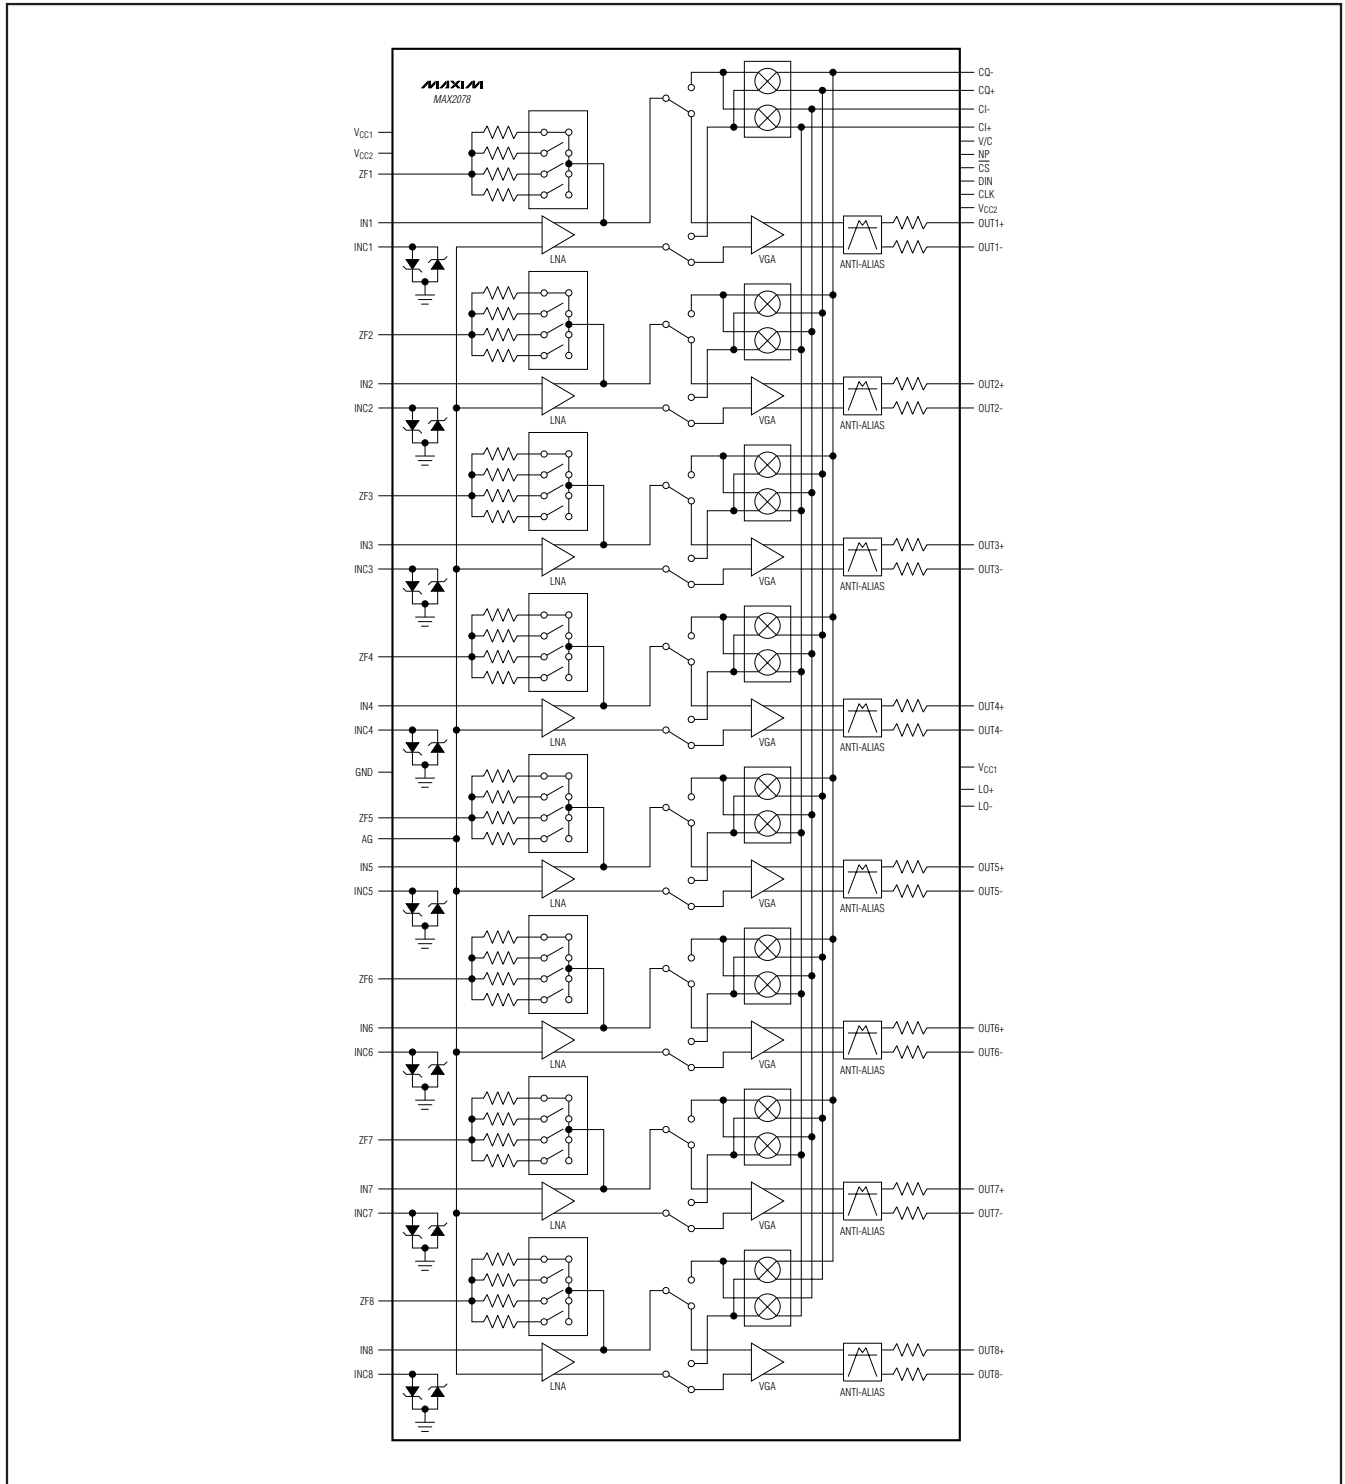 MAXIM
MAX2078
CQ-
CQ+
CI-
CI+
V/C
NP
CS
DIN
CLK
VCC2
VCC1
VCC2
ZF1
IN1
INC1
LNA
VGA
ANTI-ALIAS
OUT1+
OUT1-
ZF2
IN2
INC2
LNA
VGA
ANTI-ALIAS
OUT2+
OUT2-
ZF3
IN3
INC3
LNA
VGA
ANTI-ALIAS
OUT3+
OUT3-
ZF4
IN4
INC4
LNA
VGA
ANTI-ALIAS
OUT4+
OUT4-
GND
VCC1
LO+
LO-
ZF5
AG
IN5
INC5
LNA
VGA
ANTI-ALIAS
OUT5+
OUT5-
ZF6
IN6
INC6
LNA
VGA
ANTI-ALIAS
OUT6+
OUT6-
ZF7
IN7
INC7
LNA
VGA
ANTI-ALIAS
OUT7+
OUT7-
ZF8
IN8
INC8
LNA
VGA
ANTI-ALIAS
OUT8+
OUT8-